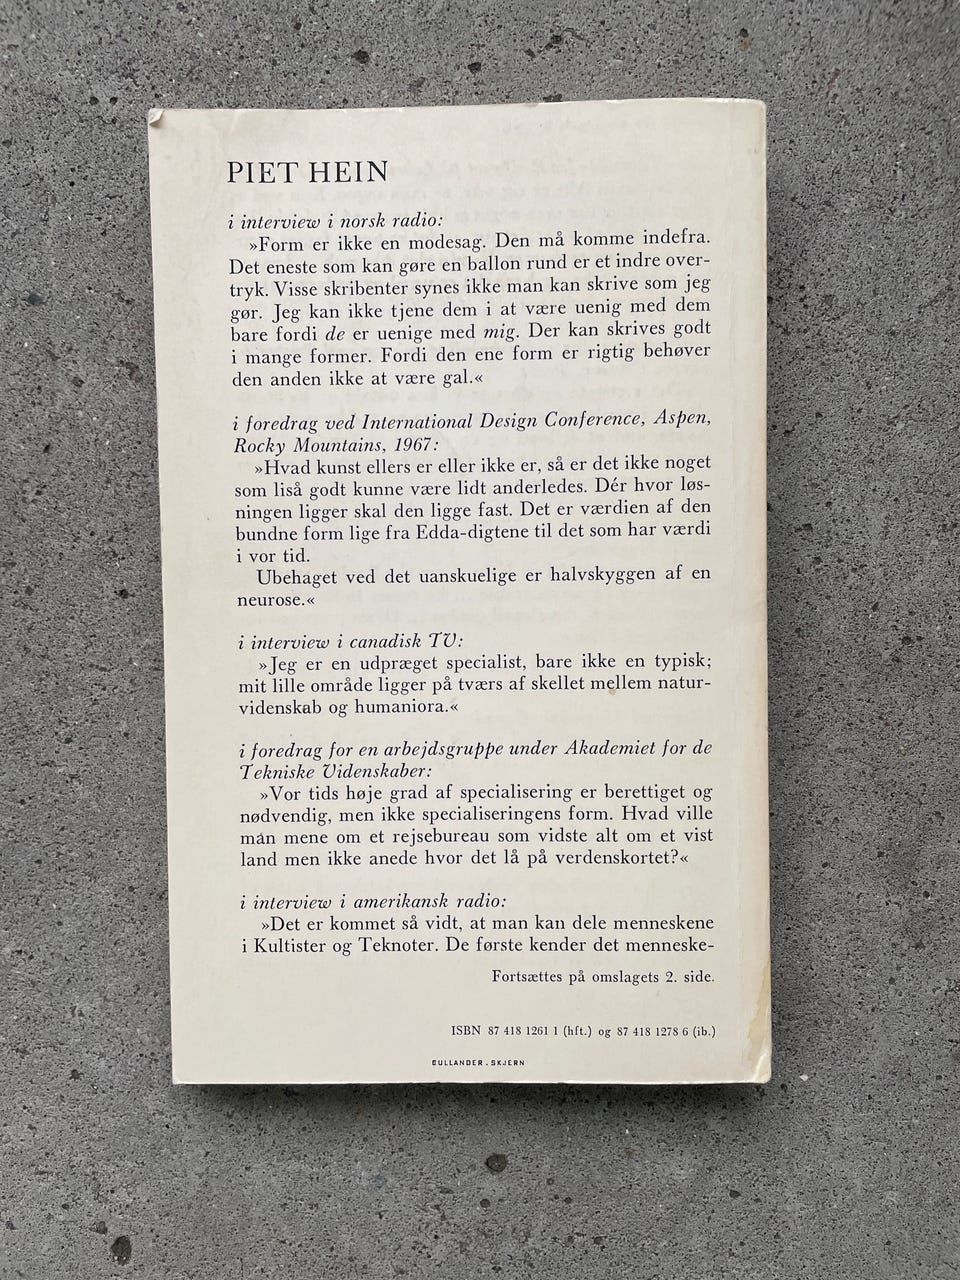 PIET HEIN
i interview i norsk radio:
»Form er ikke en modesag. Den må komme indefra.
Det eneste som kan gøre en ballon rund er et indre over-
tryk. Visse skribenter synes ikke man kan skrive som jeg
gør. Jeg kan ikke tjene dem i at være uenig med dem
bare fordi de er uenige med mig. Der kan skrives godt
i mange former. Fordi den ene form er rigtig behøver
den anden ikke at være gal.«
i foredrag ved International Design Conference, Aspen,
Rocky Mountains, 1967:
»Hvad kunst ellers er eller ikke er, så er det ikke noget
som liså godt kunne være lidt anderledes. Dér hvor løs-
ningen ligger skal den ligge fast. Det er værdien af den
bundne form lige fra Edda-digtene til det som har værdi
i vor tid.
Ubehaget ved det uanskuelige er halvskyggen af en
neurose.«
i interview i canadisk TV:
»Jeg er en udpræget specialist, bare ikke en typisk;
mit lille område ligger på tværs af skellet mellem natur-
videnskab og humaniora.«
i foredrag for en arbejdsgruppe under Akademiet for de
Tekniske Videnskaber:
»Vor tids høje grad af specialisering er berettiget og
nødvendig, men ikke specialiseringens form. Hvad ville
man mene om et rejsebureau som vidste alt om et vist
land men ikke anede hvor det lå på verdenskortet?«
i interview i amerikansk radio:
»Det er kommet så vidt, at man kan dele menneskene
i Kultister og Teknoter. De første kender det menneske-
Fortsættes på omslagets 2. side.
ISBN 87 418 1261 1 (hft.) og 87 418 1278 6 (ib.)
GULLANDER . SKJERN